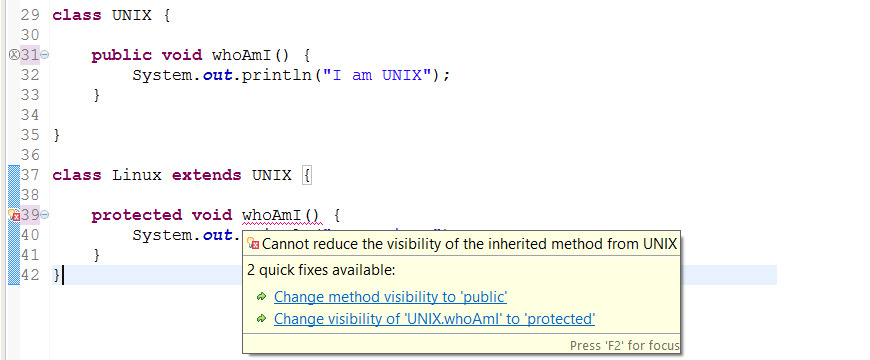 29 class UNIX {
30
31 public void whoAmI() {
32 System.out.println("I am UNIX");
33 }
34
35 }
36
37 class Linux extends UNIX {
38
39 protected void whoAmI() {
40 System.out.
41 }
42 }
Cannot reduce the visibility of the inherited method from UNIX
2 quick fixes available:
Change method visibility to 'public'
Change visibility of 'UNIX.whoAmI' to 'protected'
Press 'F2' for focus